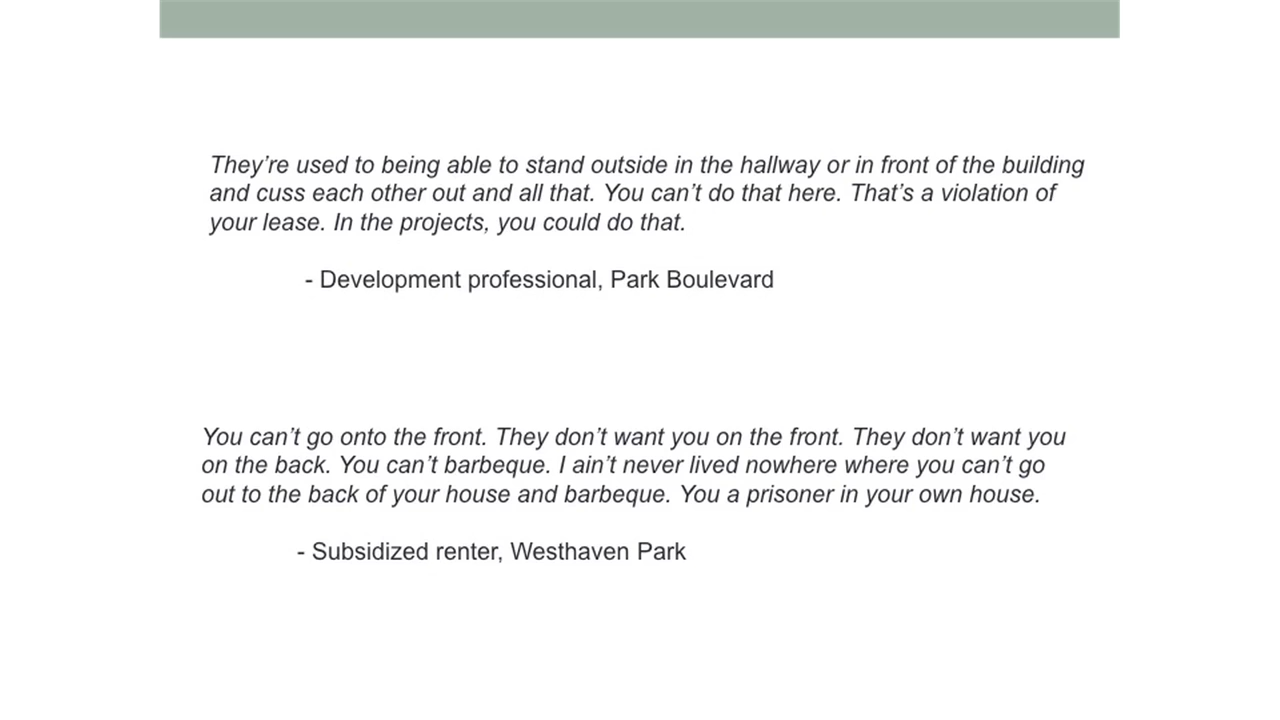 They’re used to being able to stand outside in the hallway or in front of the building
and cuss each other out and all that. You can’t do that here. That’s a violation of
your lease. In the projects, you could do that.
- Development professional, Park Boulevard
You can’t go onto the front. They don’t want you on the front. They don’t want you
on the back. You can’t barbeque. I ain’t never lived nowhere where you can’t go
out to the back of your house and barbeque. You a prisoner in your own house.
- Subsidized renter, Westhaven Park